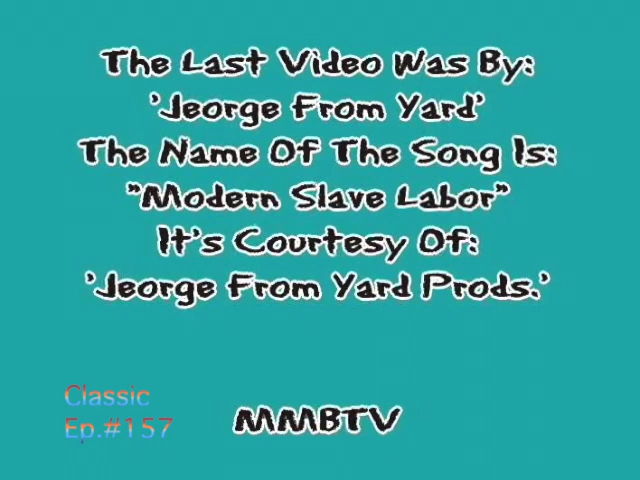 The Last Video Was By:
'Jeorge From Yard'
The Name Of The Song Is:
"Modern Slave Labor"
It's Courtesy Of:
'Jeorge From Yard Prods.'
Classic
Ep.#157
MMBTV